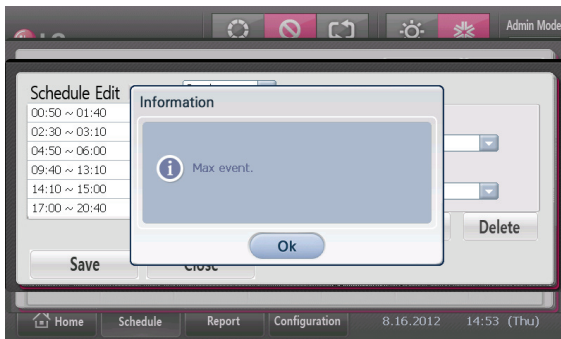 Admin Mode
Schedule Edit
00:50 ~ 01:40
02:30 ~ 03:10
04:50 ~ 06:00
09:40 ~ 13:10
14:10 ~ 15:00
17:00 ~ 20:40
Information
Max event.
Ok
Delete
Save
Close
Home
Schedule
Report
Configuration
8.16.2012
14:53 (Thu)